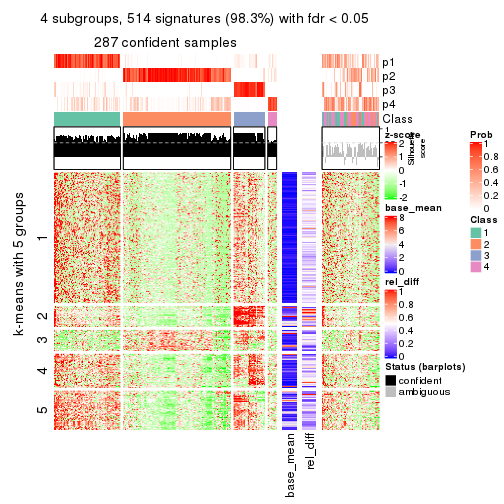 4 subgroups, 514 signatures (98.3%) with fdr < 0.05
287 confident samples
p1
p2
p3
p4
Class
1
Silhouette
score
k-means with 5 groups
1
2
3
4
5
base_mean
rel_diff
z-score
2
1
0
-1
-2
base_mean
8
6
4
2
0
rel_diff
1
0.8
0.6
0.4
0.2
0
Status (barplots)
confident
ambiguous
Prob
1
0.8
0.6
0.4
0.2
0
Class
1
2
3
4